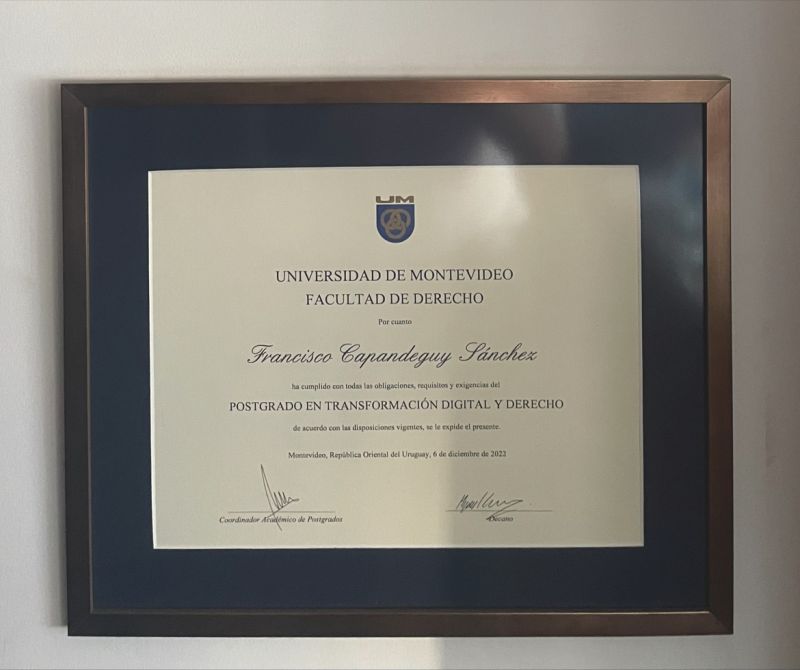 UM
UNIVERSIDAD DE MONTEVIDEO
FACULTAD DE DERECHO
Por cuanto
Francisco Capandeguy Sánchez
ha cumplido con todas las obligaciones, requisitos y exigencias del
POSTGRADO EN TRANSFORMACIÓN DIGITAL Y DERECHO
de acuerdo con las disposiciones vigentes, se le expide el presente.
Montevideo, República Oriental del Uruguay, 6 de diciembre de 2023
Coordinador Académico de Postgrados
Decano